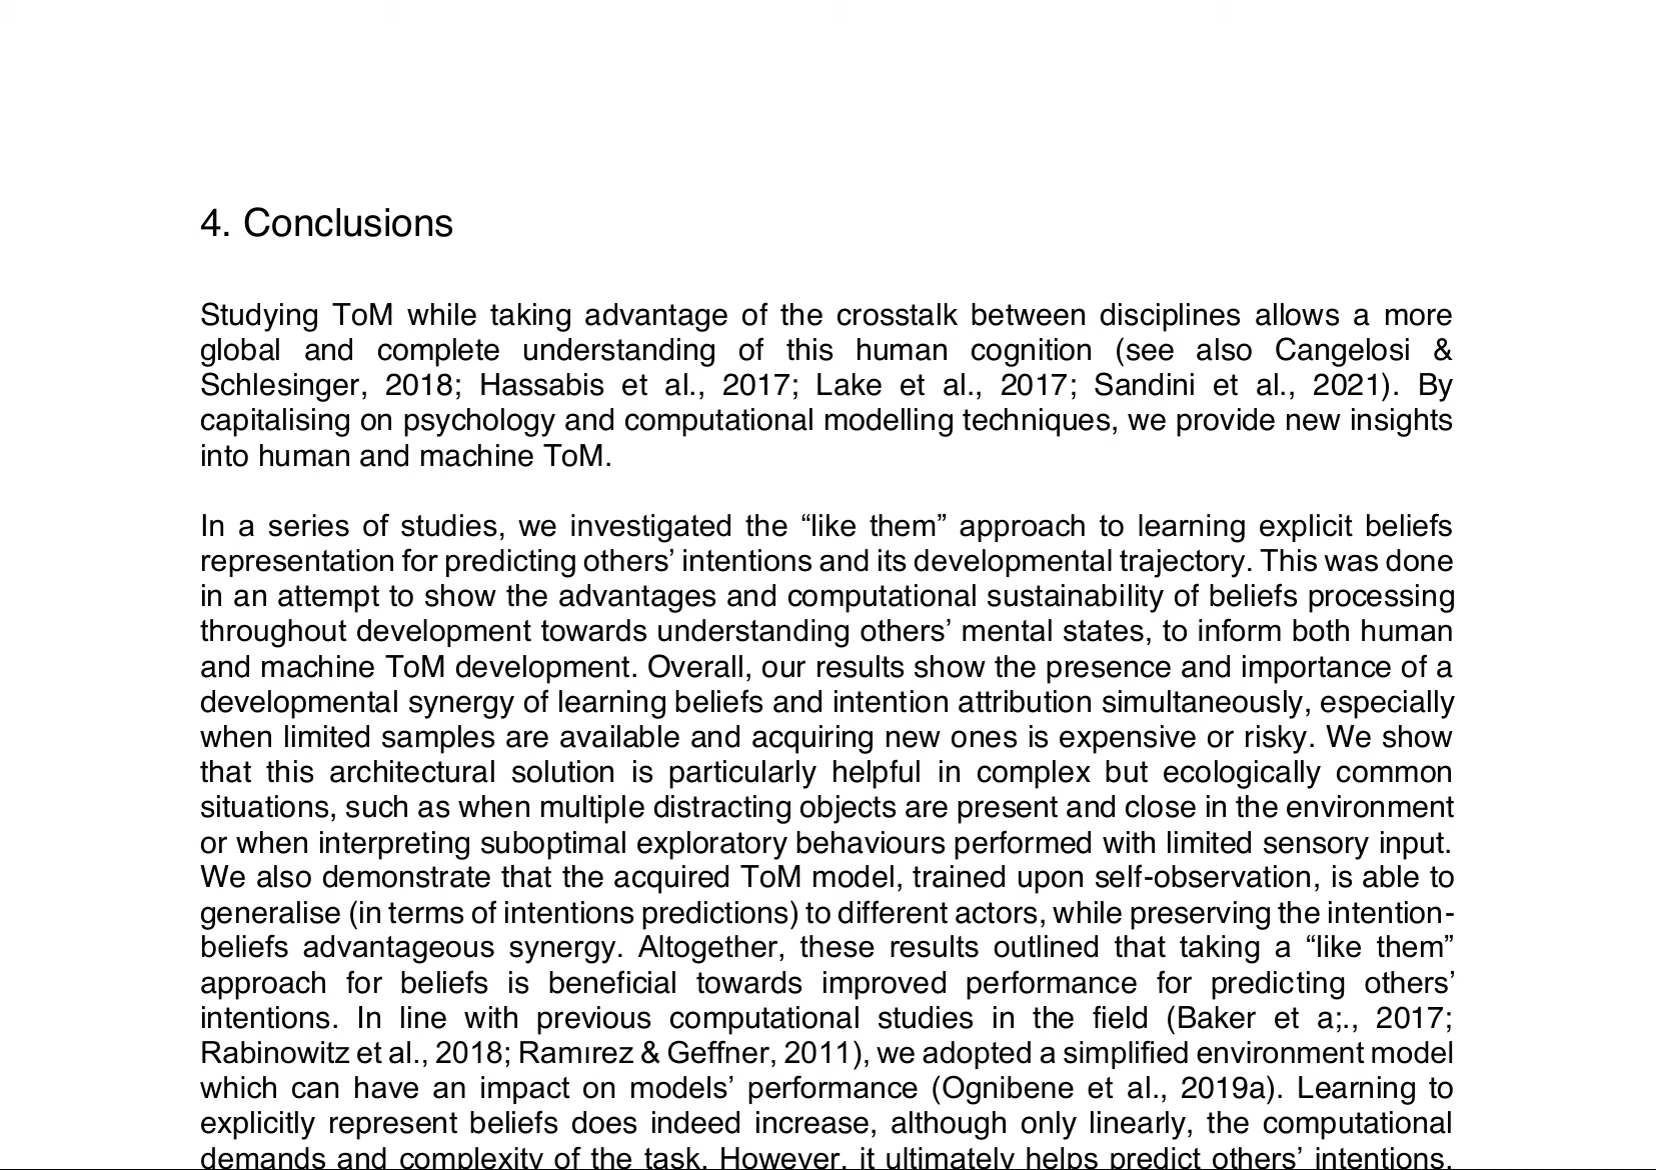 4. Conclusions
Studying ToM while taking advantage of the crosstalk between disciplines allows a more
global and complete understanding of this human cognition (see also Cangelosi &
Schlesinger, 2018; Hassabis et al., 2017; Lake et al., 2017; Sandini et al., 2021). By
capitalising on psychology and computational modelling techniques, we provide new insights
into human and machine ToM.
In a series of studies, we investigated the “like them” approach to learning explicit beliefs
representation for predicting others’ intentions and its developmental trajectory. This was done
in an attempt to show the advantages and computational sustainability of beliefs processing
throughout development towards understanding others’ mental states, to inform both human
and machine ToM development. Overall, our results show the presence and importance of a
developmental synergy of learning beliefs and intention attribution simultaneously, especially
when limited samples are available and acquiring new ones is expensive or risky. We show
that this architectural solution is particularly helpful in complex but ecologically common
situations, such as when multiple distracting objects are present and close in the environment
or when interpreting suboptimal exploratory behaviours performed with limited sensory input.
We also demonstrate that the acquired ToM model, trained upon self-observation, is able to
generalise (in terms of intentions predictions) to different actors, while preserving the intention-
beliefs advantageous synergy. Altogether, these results outlined that taking a “like them”
approach for beliefs is beneficial towards improved performance for predicting others’
intentions. In line with previous computational studies in the field (Baker et a;., 2017;
Rabinowitz et al., 2018; Ramırez & Geffner, 2011), we adopted a simplified environment model
which can have an impact on models’ performance (Ognibene et al., 2019a). Learning to
explicitly represent beliefs does indeed increase, although only linearly, the computational
demands and complexity of the task. However, it ultimately helps predict others’ intentions,